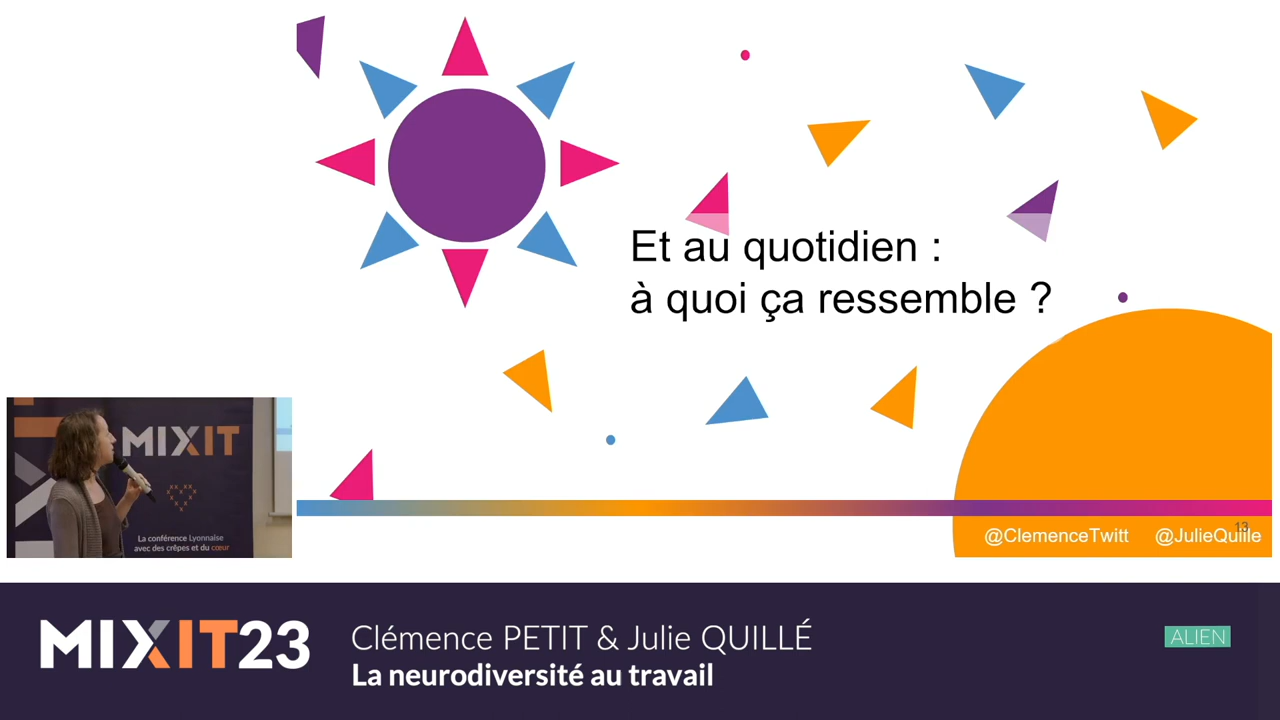 Et au quotidien :
à quoi ça ressemble ?
MIXIT
La conférence Lyonnaise
avec des crêpes et du cœur
13
@ClemenceTwitt @JulieQuille
MIXIT23
Clémence PETIT & Julie QUILLÉ
La neurodiversité au travail
ALIEN